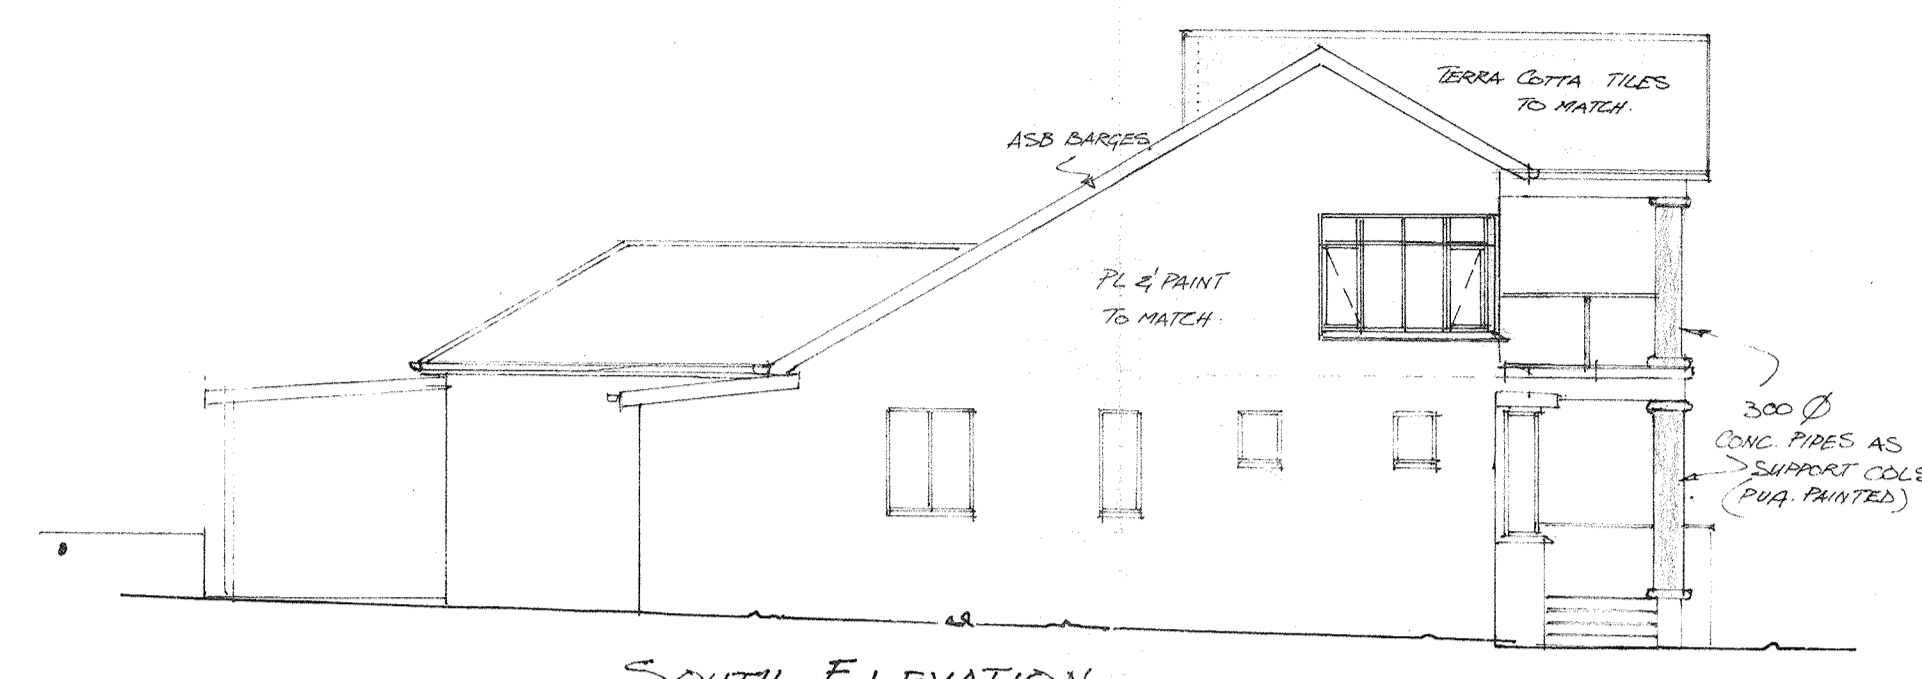 TERRA COTTA TILES
TO MATCH.
ASB BARGES
PL & PAINT
TO MATCH.
300 Ø
CONC. PIPES AS
SUPPORT COLS
(PVA. PAINTED)
SOUTH ELEVATION